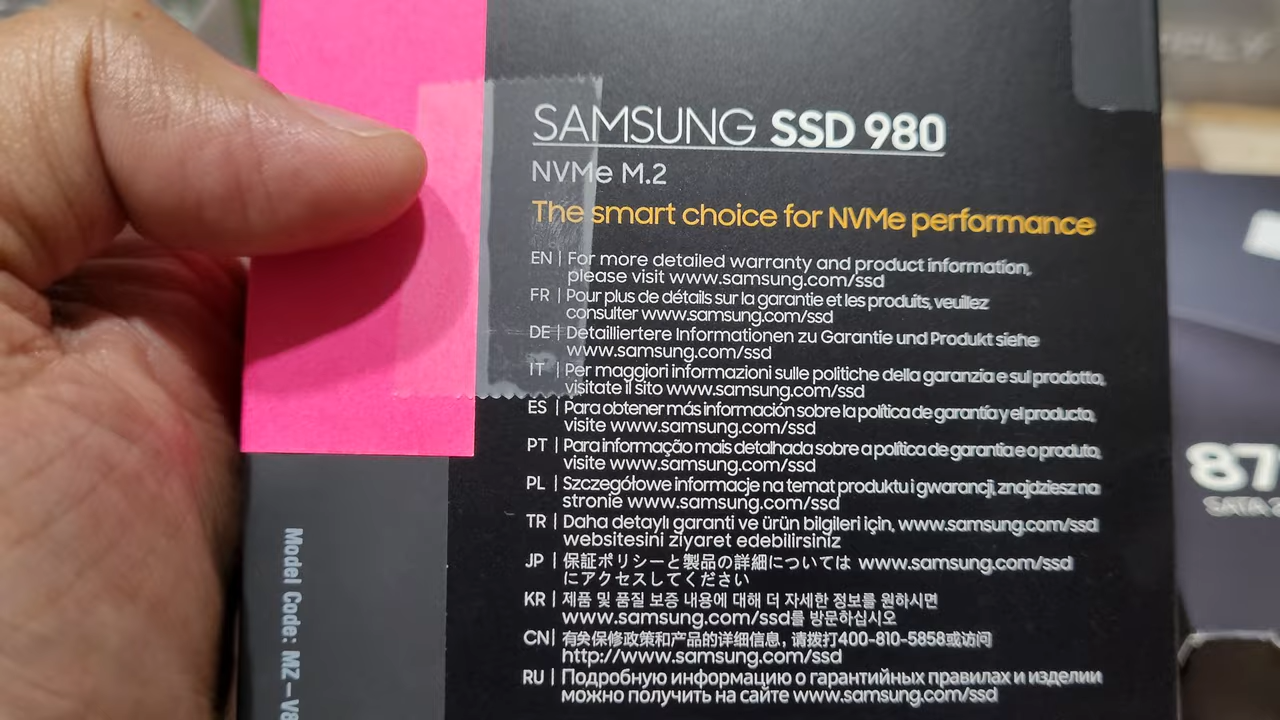 SAMSUNG SSD 980
NVMe M.2
The smart choice for NVMe performance
EN | For more detailed warranty and product information,
please visit www.samsung.com/ssd
FR | Pour plus de détails sur la garantie et les produits, veuillez
consulter www.samsung.com/ssd
DE | Detailliertere Informationen zu Garantie und Produkt siehe
www.samsung.com/ssd
IT | Per maggiori informazioni sulle politiche della garanzia e sul prodotto,
visitate il sito www.samsung.com/ssd
ES | Para obtener más información sobre la política de garantía y el producto,
visite www.samsung.com/ssd
PT | Para informação mais detalhada sobre a política de garantia e o produto,
visite www.samsung.com/ssd
PL | Szczegółowe informacje na temat produktu i gwarancji, znajdziesz na
stronie www.samsung.com/ssd
TR | Daha detaylı garanti ve ürün bilgileri için, www.samsung.com/ssd
websitesini ziyaret edebilirsiniz
JP | 保証ポリシーと製品の詳細については www.samsung.com/ssd
にアクセスしてください
KR | 제품 및 품질 보증 내용에 대해 더 자세한 정보를 원하시면
www.samsung.com/ssd를 방문하십시오
CN | 有关保修政策和产品的详细信息, 请拨打400-810-5858或访问
http://www.samsung.com/ssd
RU | Подробную информацию о гарантийных правилах и изделии
можно получить на сайте www.samsung.com/ssd
Model Code: MZ-V8
87
SATA